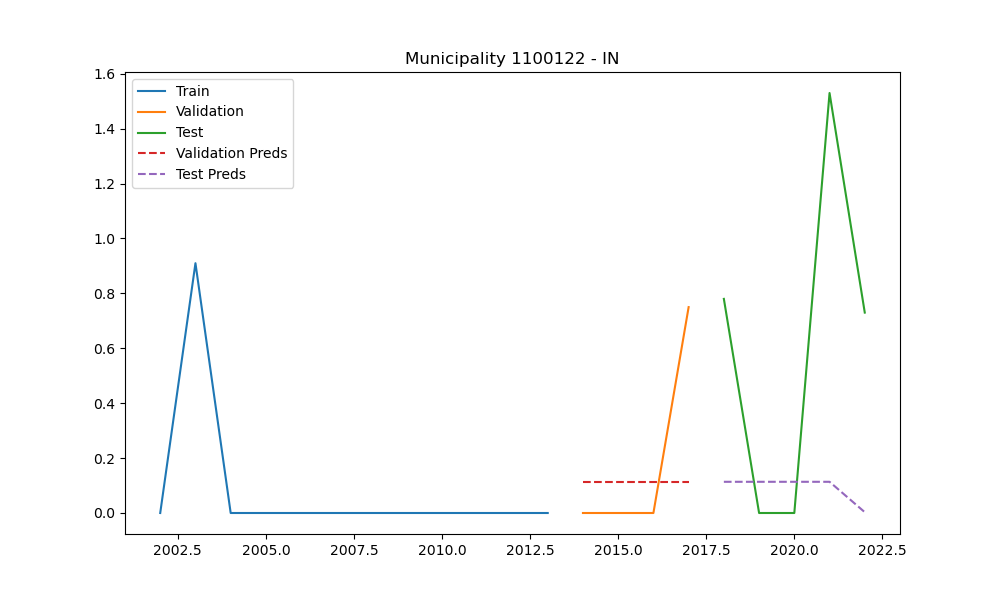 Municipality 1100122 - IN
1.6
1.4
1.2
1.0
0.8
0.6
0.4
0.2
0.0
Train
Validation
Test
Validation Preds
Test Preds
2002.5 2005.0 2007.5 2010.0 2012.5 2015.0 2017.5 2020.0 2022.5